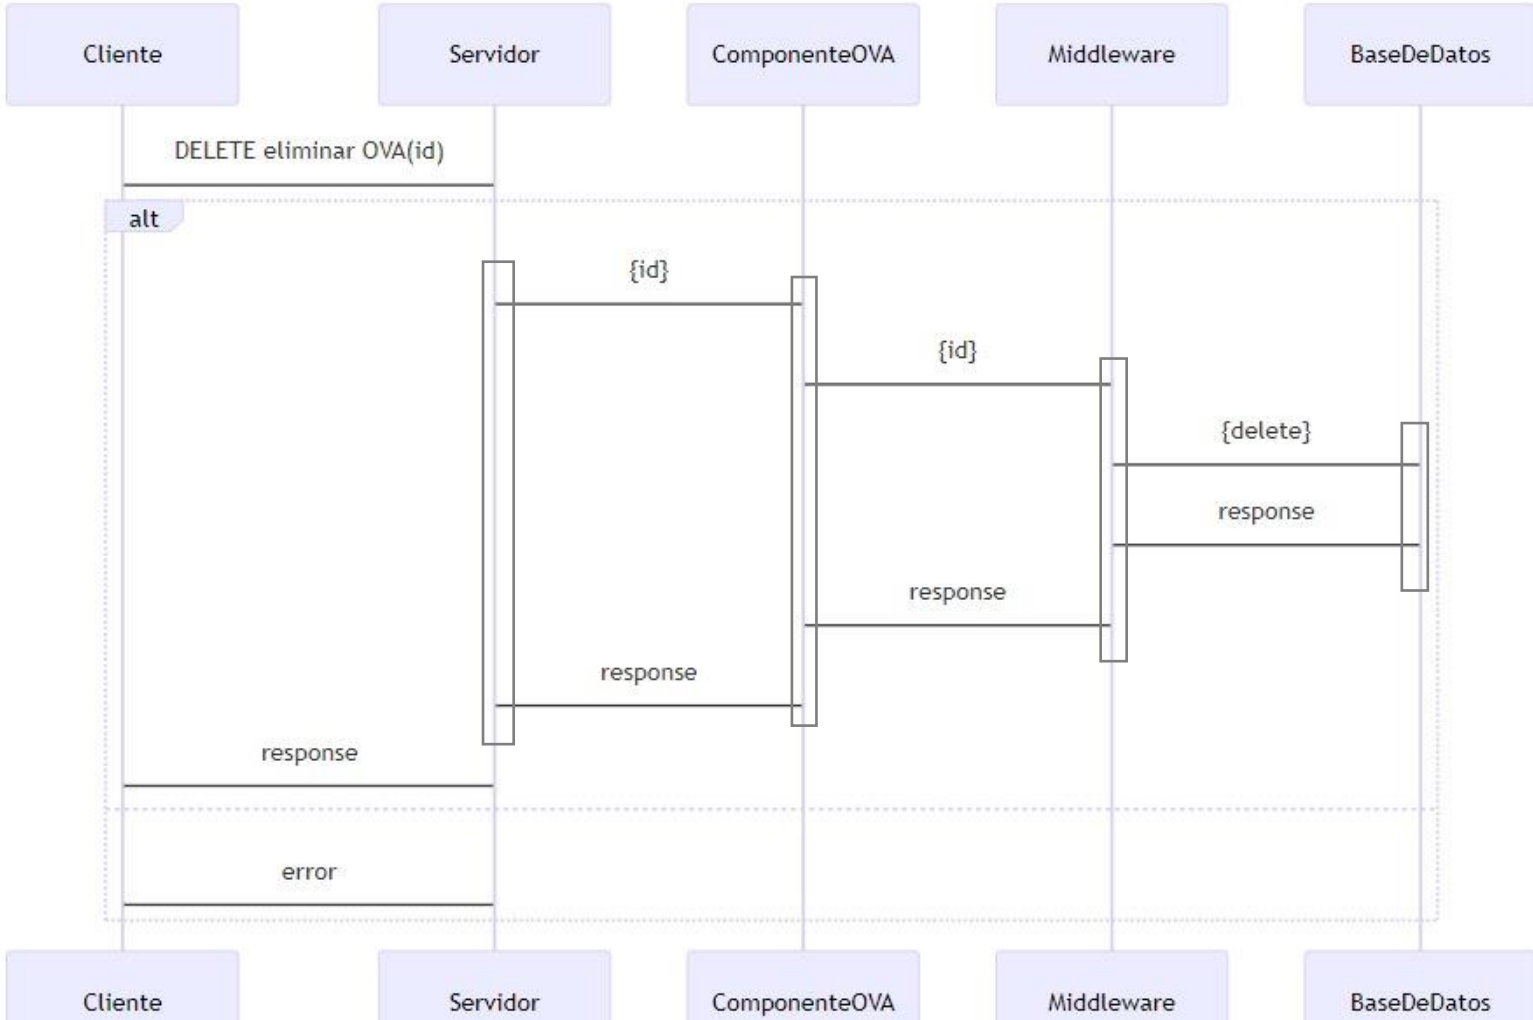 Cliente
Servidor
ComponenteOVA
Middleware
BaseDeDatos
DELETE eliminar OVA(id)
alt
{id}
{id}
{delete}
response
response
response
response
error
Cliente
Servidor
ComponenteOVA
Middleware
BaseDeDatos